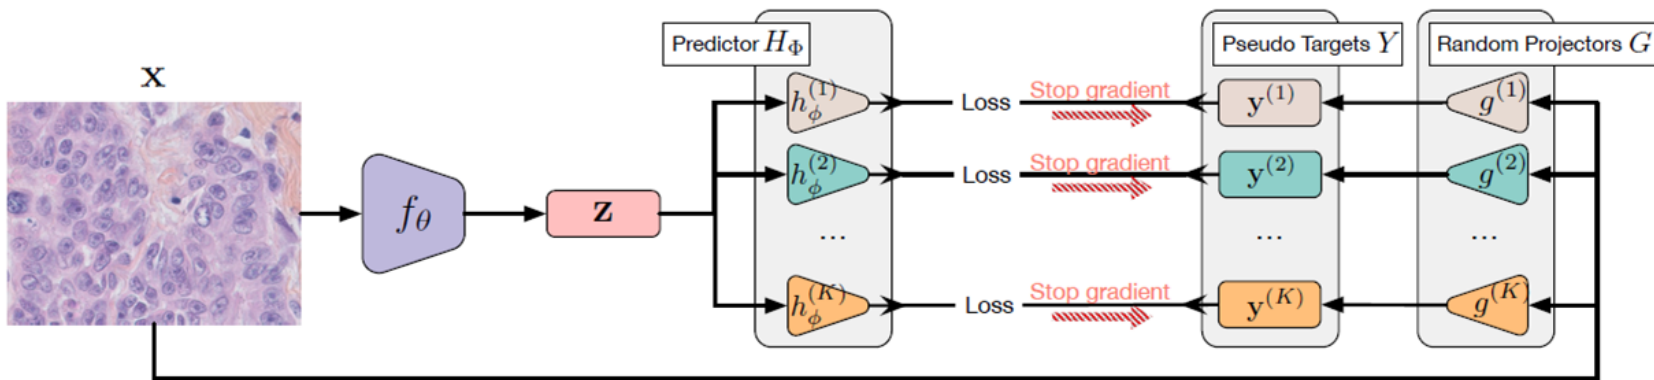 x
f_θ
z
Predictor H_Φ
h_ϕ^(1)
h_ϕ^(2)
...
h_ϕ^(K)
Loss
Loss
Loss
Stop gradient
Stop gradient
Stop gradient
Pseudo Targets Y
y^(1)
y^(2)
...
y^(K)
Random Projectors G
g^(1)
g^(2)
...
g^(K)